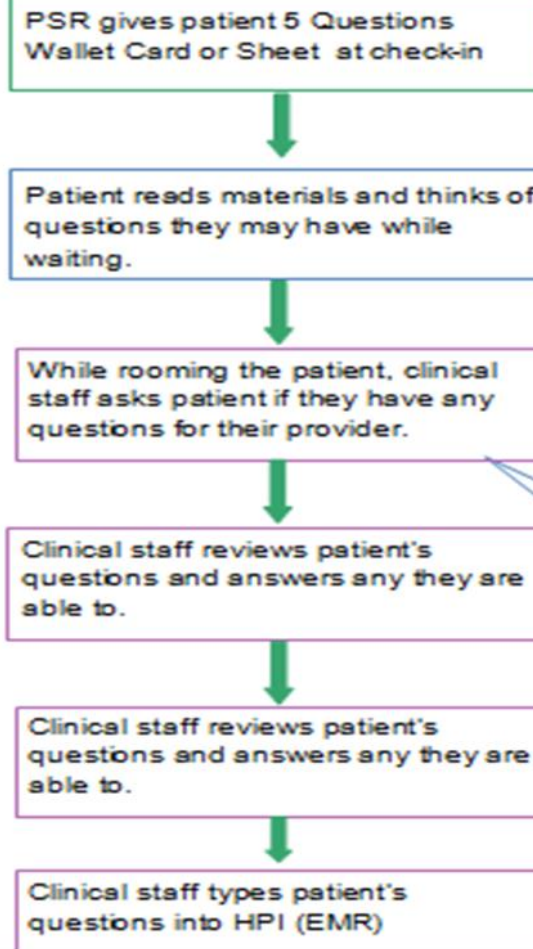 PSR gives patient 5 Questions
Wallet Card or Sheet at check-in
Patient reads materials and thinks of
questions they may have while
waiting.
While rooming the patient, clinical
staff asks patient if they have any
questions for their provider.
Clinical staff reviews patient's
questions and answers any they are
able to.
Clinical staff reviews patient's
questions and answers any they are
able to.
Clinical staff types patient's
questions into HPI (EMR)